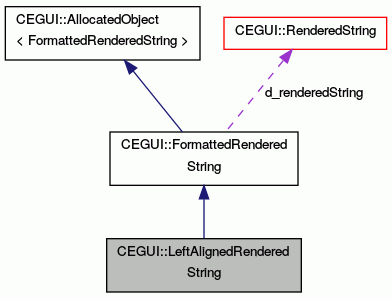 CEGUI::AllocatedObject
< FormattedRenderedString >
CEGUI::RenderedString
d_renderedString
CEGUI::FormattedRendered
String
CEGUI::LeftAlignedRendered
String